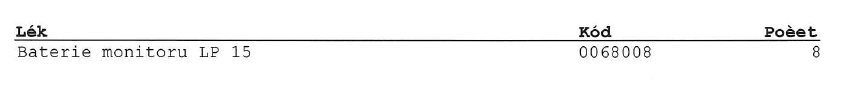 Lék Kód Poèet
Baterie monitoru LP 15 0068008 8